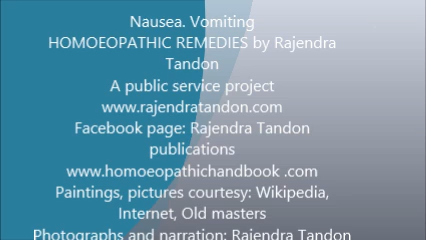 Nausea. Vomiting
HOMOEOPATHIC REMEDIES by Rajendra
Tandon
A public service project
www.rajendratandon.com
Facebook page: Rajendra Tandon
publications
www.homoeopathichandbook .com
Paintings, pictures courtesy: Wikipedia,
Internet, Old masters
Photographs and narration: Rajendra Tandon